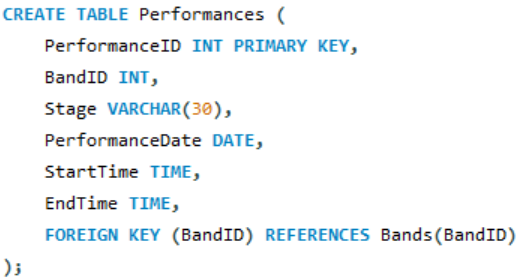 CREATE TABLE Performances (
    PerformanceID INT PRIMARY KEY,
    BandID INT,
    Stage VARCHAR(30),
    PerformanceDate DATE,
    StartTime TIME,
    EndTime TIME,
    FOREIGN KEY (BandID) REFERENCES Bands(BandID)
);